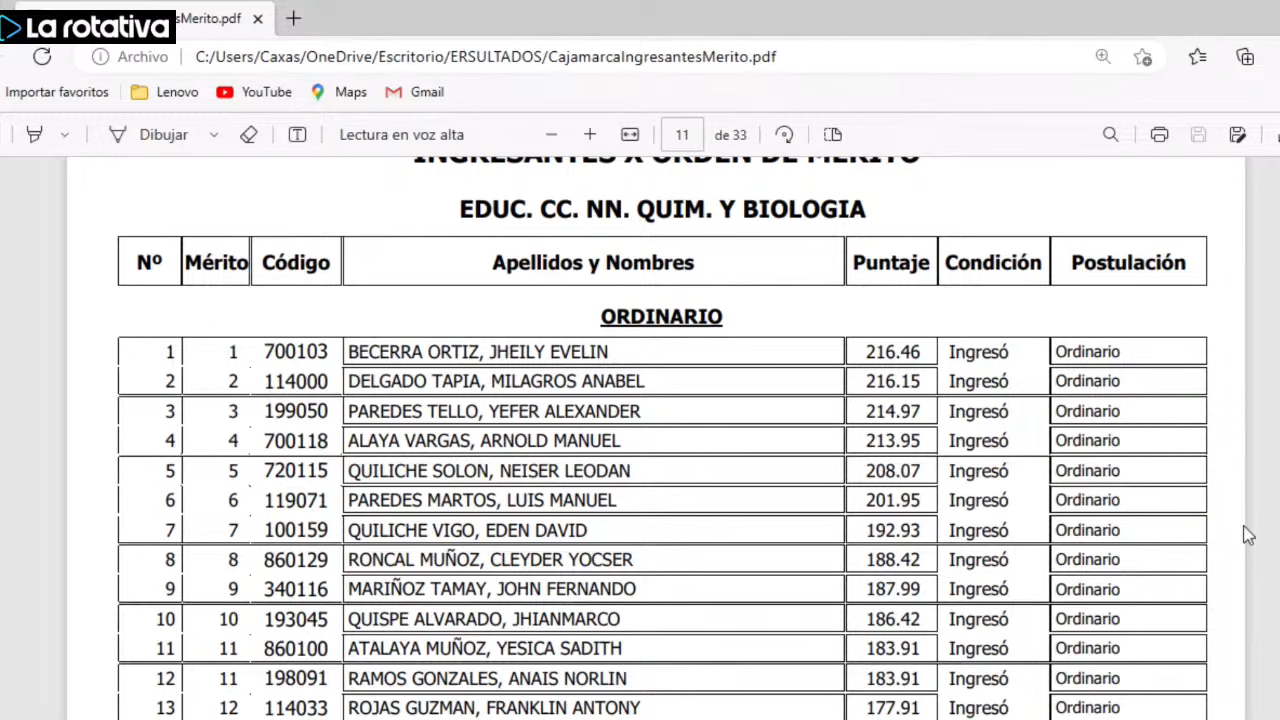 La rotativa
sMerito.pdf
Archivo C:/Users/Caxas/OneDrive/Escritorio/ERSULTADOS/CajamarcaIngresantesMerito.pdf
Importar favoritos Lenovo YouTube Maps Gmail
Dibujar Lectura en voz alta 11 de 33
INGRESANTES X ORDEN DE MERITO
EDUC. CC. NN. QUIM. Y BIOLOGIA
Nº Mérito Código Apellidos y Nombres Puntaje Condición Postulación
ORDINARIO
1 1 700103 BECERRA ORTIZ, JHEILY EVELIN 216.46 Ingresó Ordinario
2 2 114000 DELGADO TAPIA, MILAGROS ANABEL 216.15 Ingresó Ordinario
3 3 199050 PAREDES TELLO, YEFER ALEXANDER 214.97 Ingresó Ordinario
4 4 700118 ALAYA VARGAS, ARNOLD MANUEL 213.95 Ingresó Ordinario
5 5 720115 QUILICHE SOLON, NEISER LEODAN 208.07 Ingresó Ordinario
6 6 119071 PAREDES MARTOS, LUIS MANUEL 201.95 Ingresó Ordinario
7 7 100159 QUILICHE VIGO, EDEN DAVID 192.93 Ingresó Ordinario
8 8 860129 RONCAL MUÑOZ, CLEYDER YOCSER 188.42 Ingresó Ordinario
9 9 340116 MARIÑOZ TAMAY, JOHN FERNANDO 187.99 Ingresó Ordinario
10 10 193045 QUISPE ALVARADO, JHIANMARCO 186.42 Ingresó Ordinario
11 11 860100 ATALAYA MUÑOZ, YESICA SADITH 183.91 Ingresó Ordinario
12 11 198091 RAMOS GONZALES, ANAIS NORLIN 183.91 Ingresó Ordinario
13 12 114033 ROJAS GUZMAN, FRANKLIN ANTONY 177.91 Ingresó Ordinario